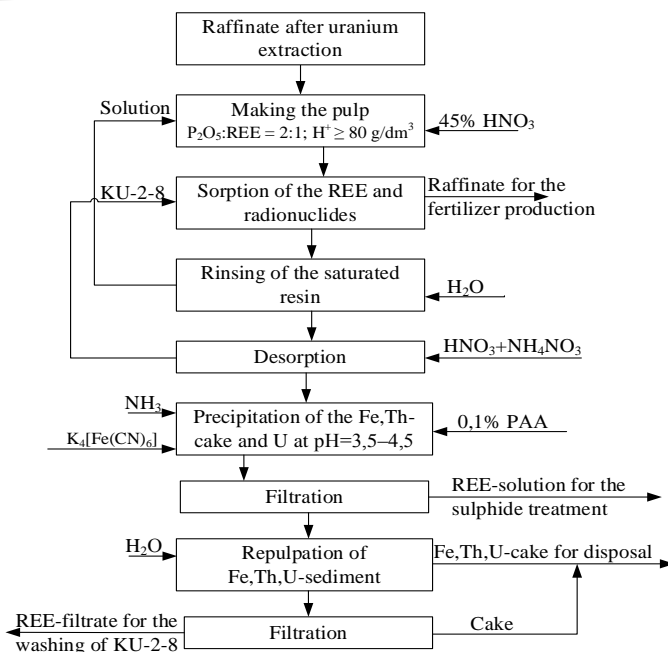 Raffinate after uranium
extraction
Solution
Making the pulp
P₂O₅:REE = 2:1; H⁺ ≥ 80 g/dm³
45% HNO₃
KU-2-8
Sorption of the REE and
radionuclides
Raffinate for the
fertilizer production
Rinsing of the saturated
resin
H₂O
Desorption
HNO₃+NH₄NO₃
NH₃
K₄[Fe(CN)₆]
Precipitation of the Fe,Th-
cake and U at pH=3,5–4,5
0,1% PAA
Filtration
REE-solution for the
sulphide treatment
H₂O
Repulpation of
Fe,Th,U-sediment
Fe,Th,U-cake for disposal
REE-filtrate for the
washing of KU-2-8
Filtration
Cake